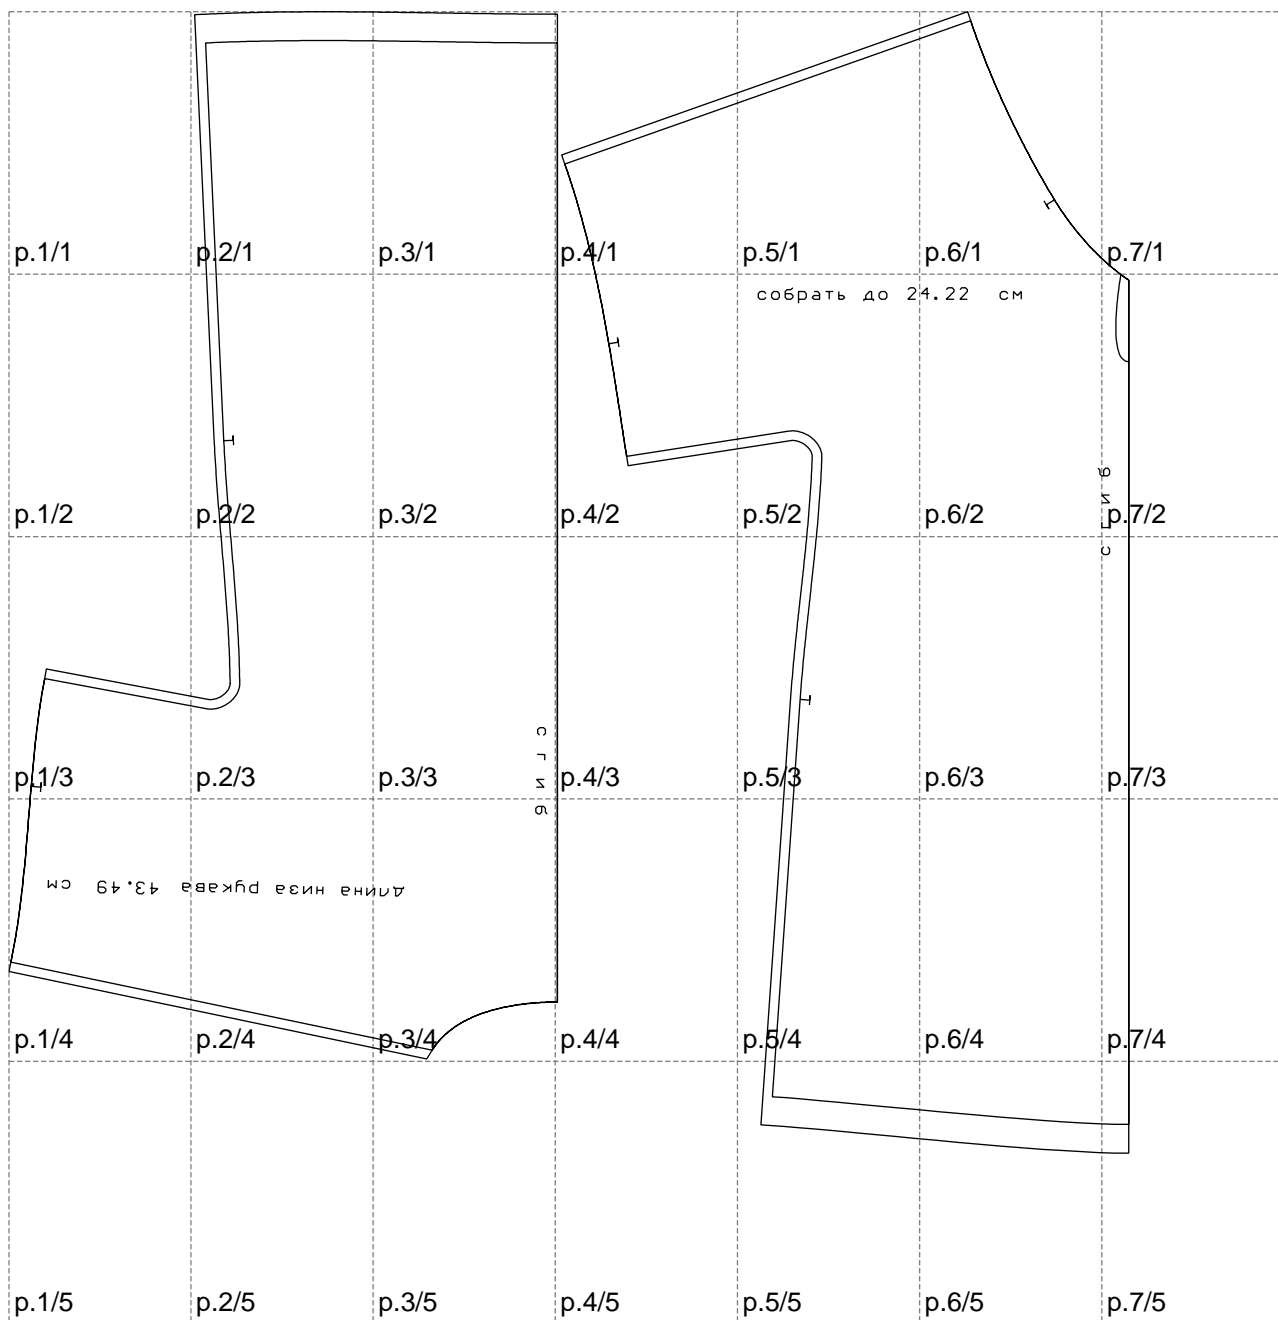 p.1/1 p.2/1 p.3/1 p.4/1 p.5/1 p.6/1 p.7/1
собрать до 24.22 см
сгиб
p.1/2 p.2/2 p.3/2 p.4/2 p.5/2 p.6/2 p.7/2
сгиб
p.1/3 p.2/3 p.3/3 p.4/3 p.5/3 p.6/3 p.7/3
длина низа рукава 43.49 см
p.1/4 p.2/4 p.3/4 p.4/4 p.5/4 p.6/4 p.7/4
p.1/5 p.2/5 p.3/5 p.4/5 p.5/5 p.6/5 p.7/5